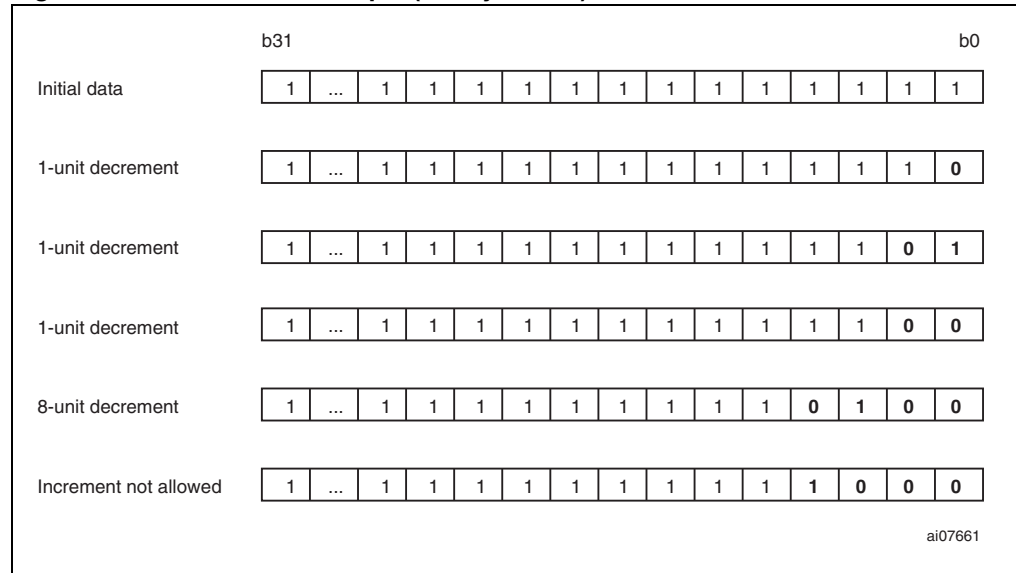 b31 b0
Initial data 1 ... 1 1 1 1 1 1 1 1 1 1 1 1 1
1-unit decrement 1 ... 1 1 1 1 1 1 1 1 1 1 1 1 0
1-unit decrement 1 ... 1 1 1 1 1 1 1 1 1 1 1 0 1
1-unit decrement 1 ... 1 1 1 1 1 1 1 1 1 1 1 0 0
8-unit decrement 1 ... 1 1 1 1 1 1 1 1 1 0 1 0 0
Increment not allowed 1 ... 1 1 1 1 1 1 1 1 1 1 0 0 0
ai07661